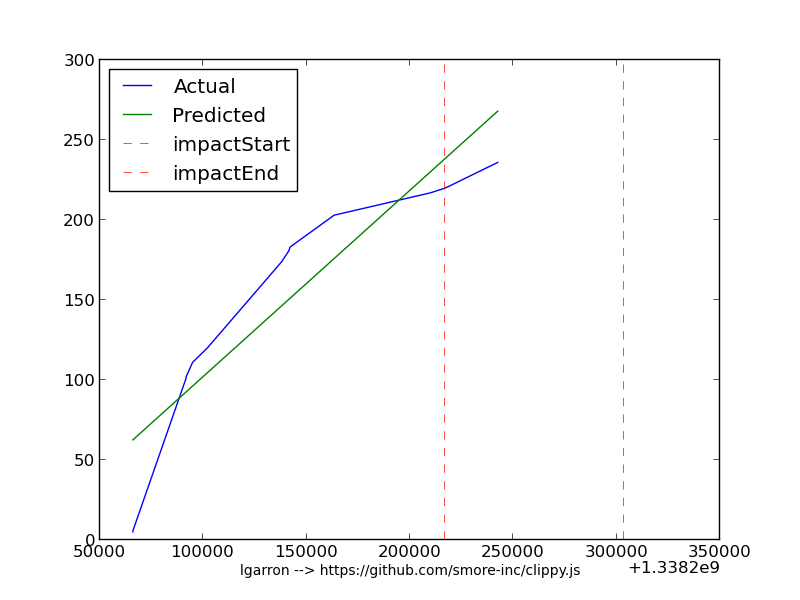 300
250
200
150
100
50
0
Actual
Predicted
impactStart
impactEnd
50000 100000 150000 200000 250000 300000 350000
+1.3382e9
lgarron --> https://github.com/smore-inc/clippy.js